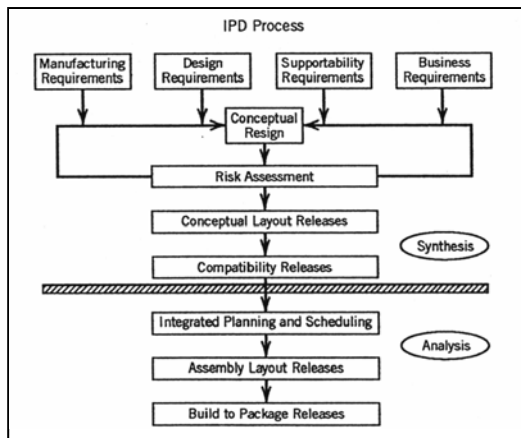 IPD Process
Manufacturing
Requirements
Design
Requirements
Supportability
Requirements
Business
Requirements
Conceptual
Resign
Risk Assessment
Conceptual Layout Releases
Synthesis
Compatibility Releases
Integrated Planning and Scheduling
Analysis
Assembly Layout Releases
Build to Package Releases